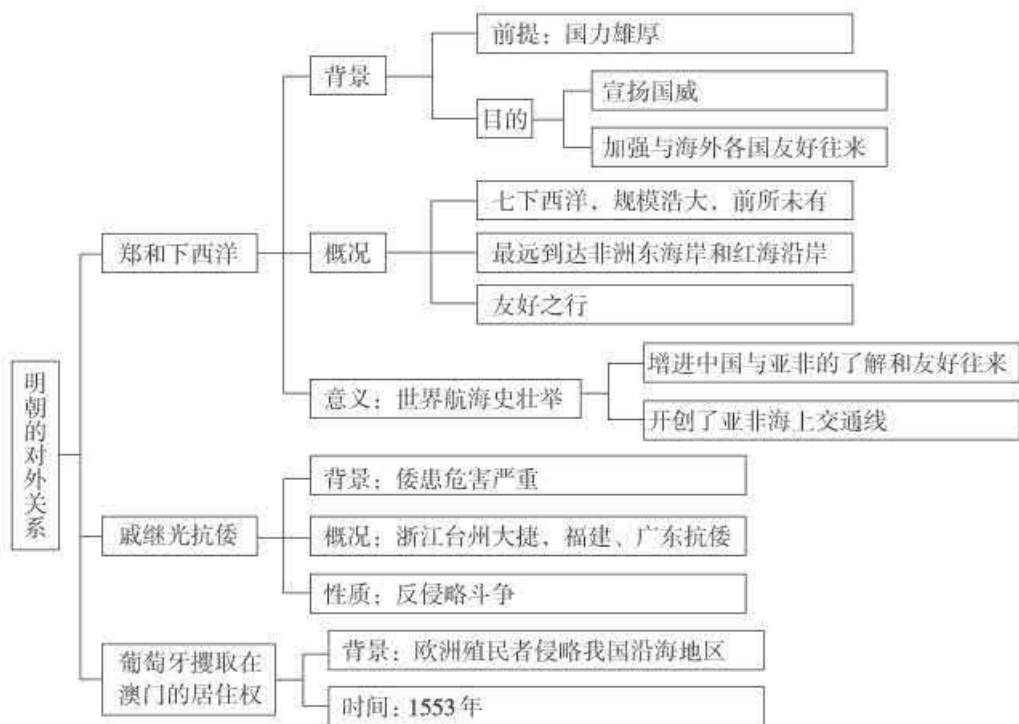 明朝的对外关系
郑和下西洋
背景
前提：国力雄厚
目的
宣扬国威
加强与海外各国友好往来
概况
七下西洋，规模浩大，前所未有
最远到达非洲东海岸和红海沿岸
友好之行
意义：世界航海史壮举
增进中国与亚非的了解和友好往来
开创了亚非海上交通线
戚继光抗倭
背景：倭患危害严重
概况：浙江台州大捷，福建、广东抗倭
性质：反侵略斗争
葡萄牙攫取在
澳门的居住权
背景：欧洲殖民者侵略我国沿海地区
时间：1553年